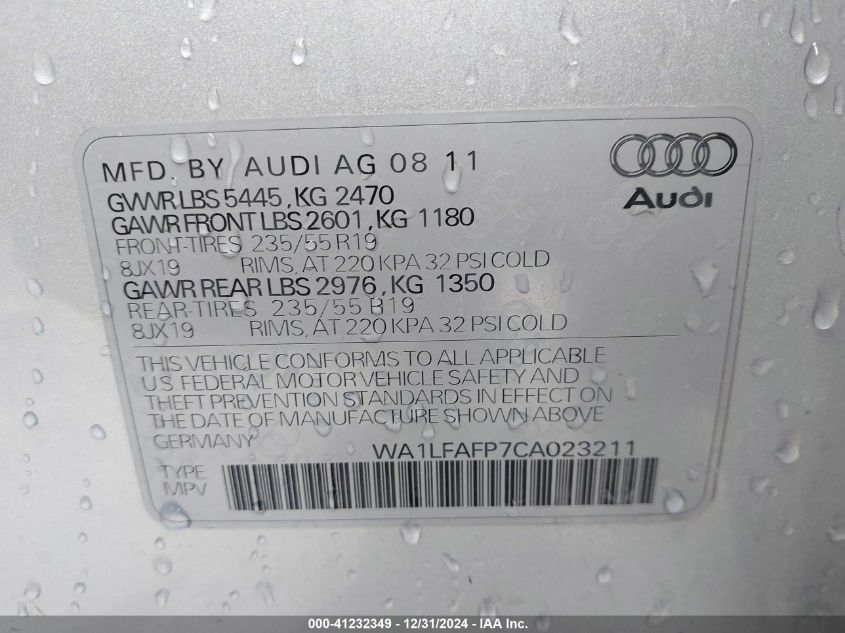 MFD. BY AUDI AG 08 11
GVWR LBS 5445, KG 2470
GAWR FRONT LBS 2601, KG 1180
FRONT-TIRES 235/55 R19
8JX19 RIMS, AT 220 KPA 32 PSI COLD
GAWR REAR LBS 2976, KG 1350
REAR-TIRES 235/55 R19
8JX19 RIMS, AT 220 KPA 32 PSI COLD
THIS VEHICLE CONFORMS TO ALL APPLICABLE
US FEDERAL MOTOR VEHICLE SAFETY AND
THEFT PREVENTION STANDARDS IN EFFECT ON
THE DATE OF MANUFACTURE SHOWN ABOVE
GERMANY WA1LFAFP7CA023211
TYPE
MPV
Audi
000-41232349 - 12/31/2024 - IAA Inc.